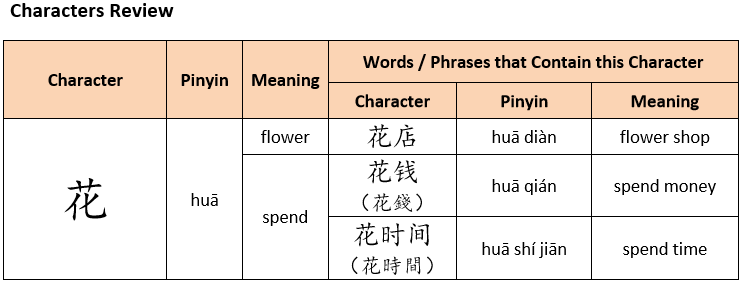 Characters Review
Character
Pinyin
Meaning
Words / Phrases that Contain this Character
Character
Pinyin
Meaning
花
huā
flower
花店
huā diàn
flower shop
spend
花钱
（花錢）
huā qián
spend money
花时间
（花時間）
huā shí jiān
spend time